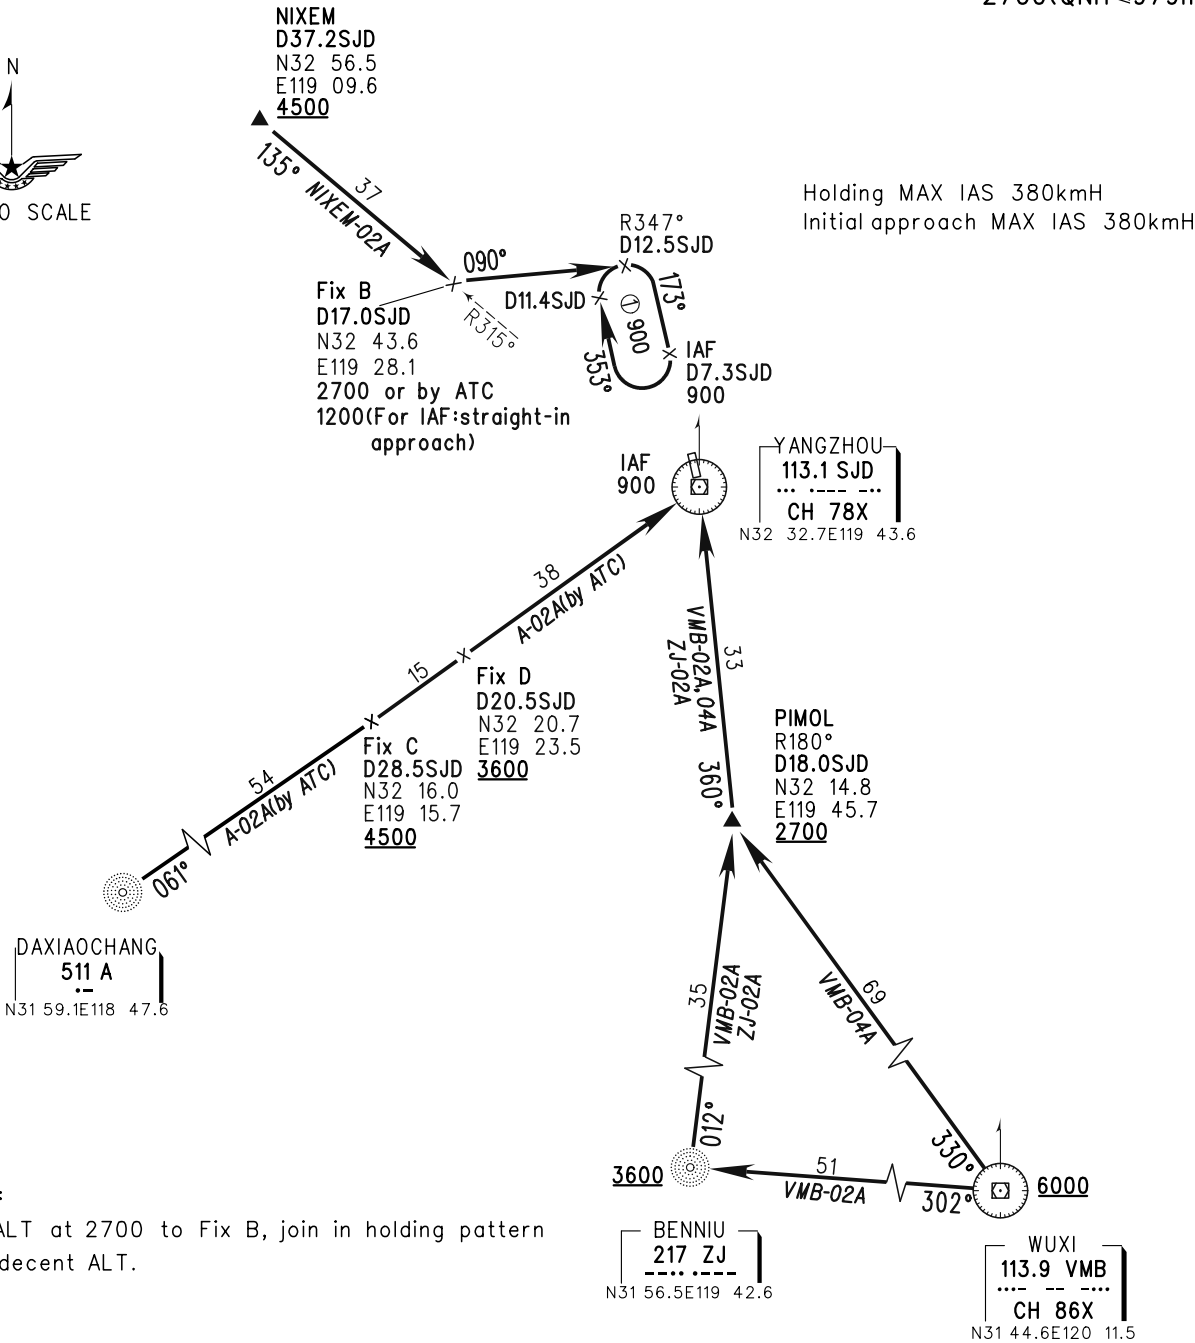 NIXEM
D37.2SJD
N32 56.5
E119 09.6
4500
N
135°
NIXEM-02A
37
Holding MAX IAS 380kmH
Initial approach MAX IAS 380kmH
R347°
D12.5SJD
090°
D11.4SJD
173°
1
900
353°
R315°
Fix B
D17.0SJD
N32 43.6
E119 28.1
2700 or by ATC
1200(For IAF:straight-in
approach)
IAF
D7.3SJD
900
IAF
900
YANGZHOU
113.1 SJD
... .--- -..
CH 78X
N32 32.7E119 43.6
38
A-02A(by ATC)
15
VMB-02A,04A
ZJ-02A
33
360°
Fix D
D20.5SJD
N32 20.7
E119 23.5
3600
Fix C
D28.5SJD
N32 16.0
E119 15.7
4500
PIMOL
R180°
D18.0SJD
N32 14.8
E119 45.7
2700
54
A-02A(by ATC)
061°
DAXIAOCHANG
511 A
.-
N31 59.1E118 47.6
35
VMB-02A
ZJ-02A
012°
69
VMB-04A
330°
3600
51
VMB-02A
302°
6000
ALT at 2700 to Fix B, join in holding pattern
decent ALT.
BENNIU
217 ZJ
--.. .---
N31 56.5E119 42.6
WUXI
113.9 VMB
...- -- -...
CH 86X
N31 44.6E120 11.5